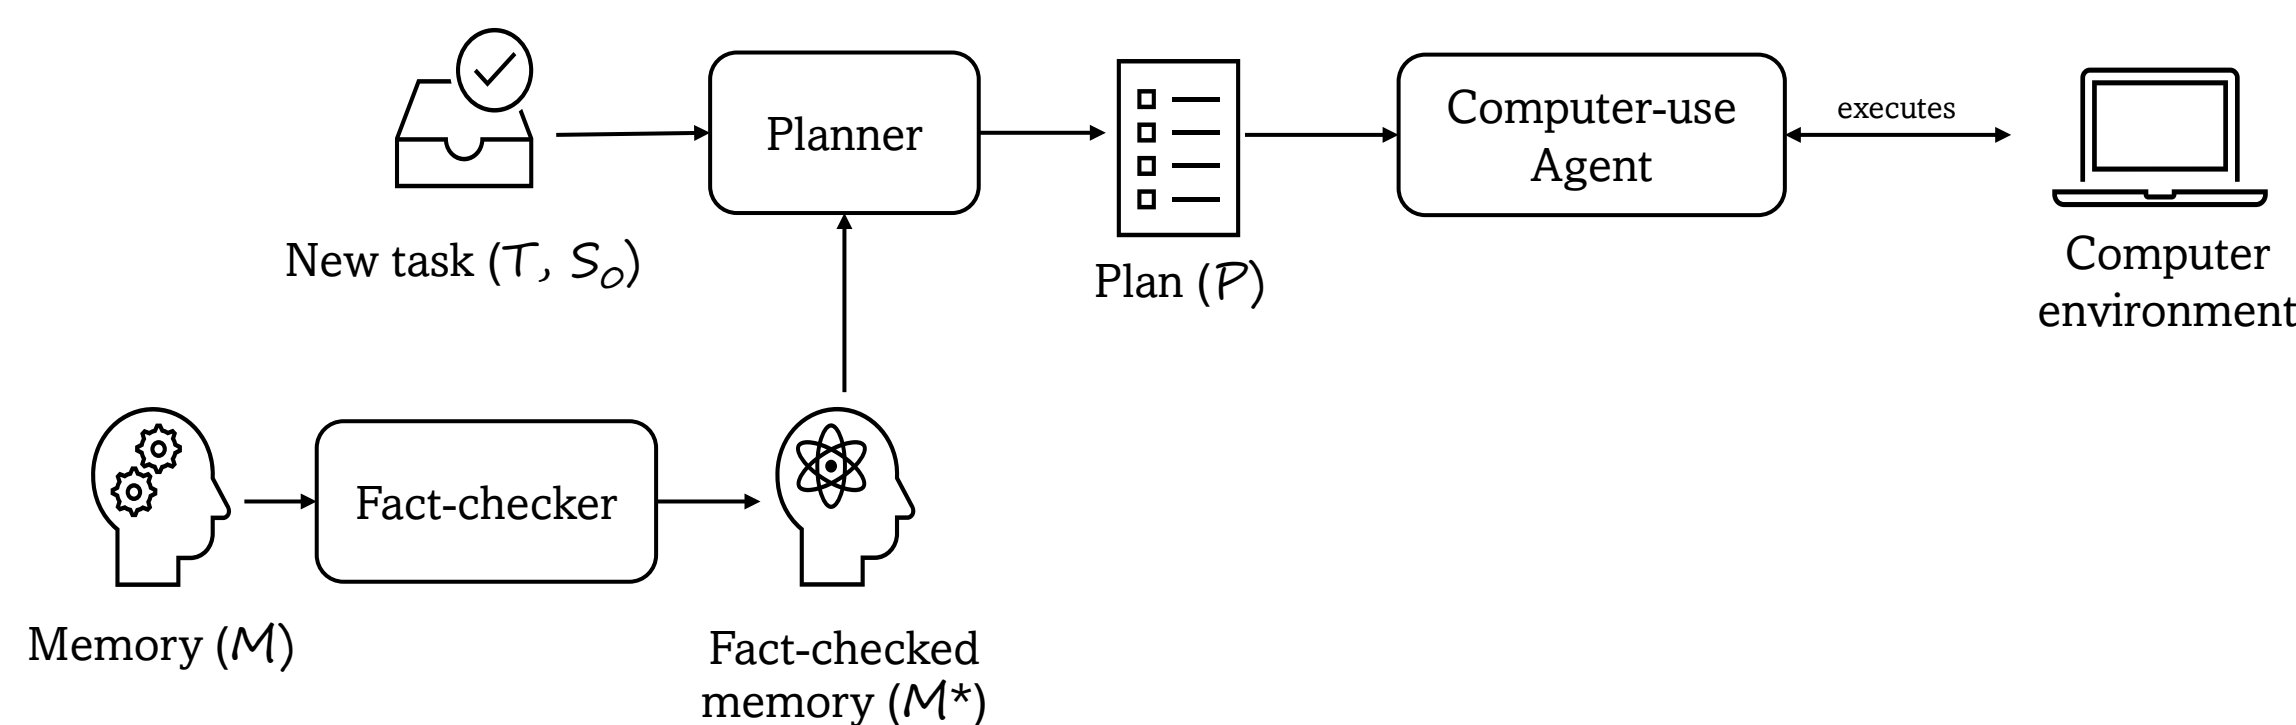 Planner
Computer-use
Agent
executes
New task (T, S₀)
Plan (P)
Computer
environment
Fact-checker
Memory (M)
Fact-checked
memory (M*)